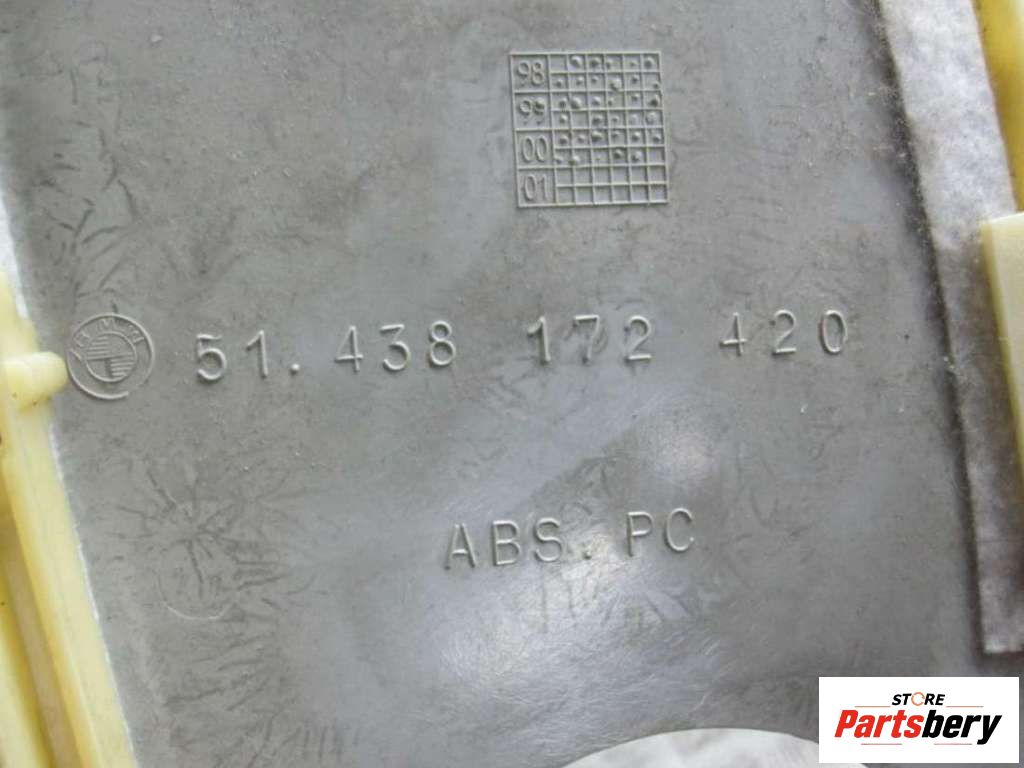 98
99
00
01
51.438 172 420
ABS.PC
STORE
Partsbery